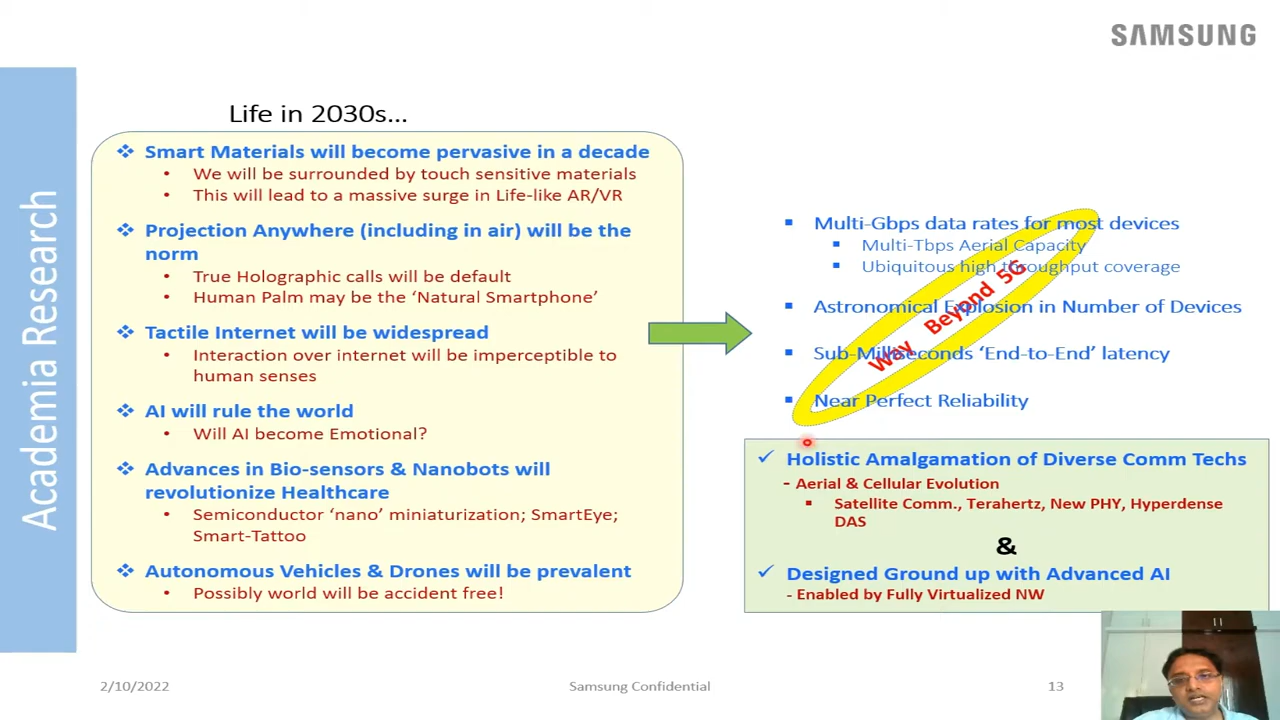 SAMSUNG
Academia Research
Life in 2030s...
Smart Materials will become pervasive in a decade
We will be surrounded by touch sensitive materials
This will lead to a massive surge in Life-like AR/VR
Projection Anywhere (including in air) will be the
norm
True Holographic calls will be default
Human Palm may be the ‘Natural Smartphone’
Tactile Internet will be widespread
Interaction over internet will be imperceptible to
human senses
AI will rule the world
Will AI become Emotional?
Advances in Bio-sensors & Nanobots will
revolutionize Healthcare
Semiconductor ‘nano’ miniaturization; SmartEye;
Smart-Tattoo
Autonomous Vehicles & Drones will be prevalent
Possibly world will be accident free!
Multi-Gbps data rates for most devices
Multi-Tbps Aerial Capacity
Ubiquitous high throughput coverage
Astronomical Explosion in Number of Devices
Sub-Milliseconds ‘End-to-End’ latency
Near Perfect Reliability
Way Beyond 5G
Holistic Amalgamation of Diverse Comm Techs
- Aerial & Cellular Evolution
Satellite Comm., Terahertz, New PHY, Hyperdense
DAS
&
Designed Ground up with Advanced AI
- Enabled by Fully Virtualized NW
2/10/2022
Samsung Confidential
13